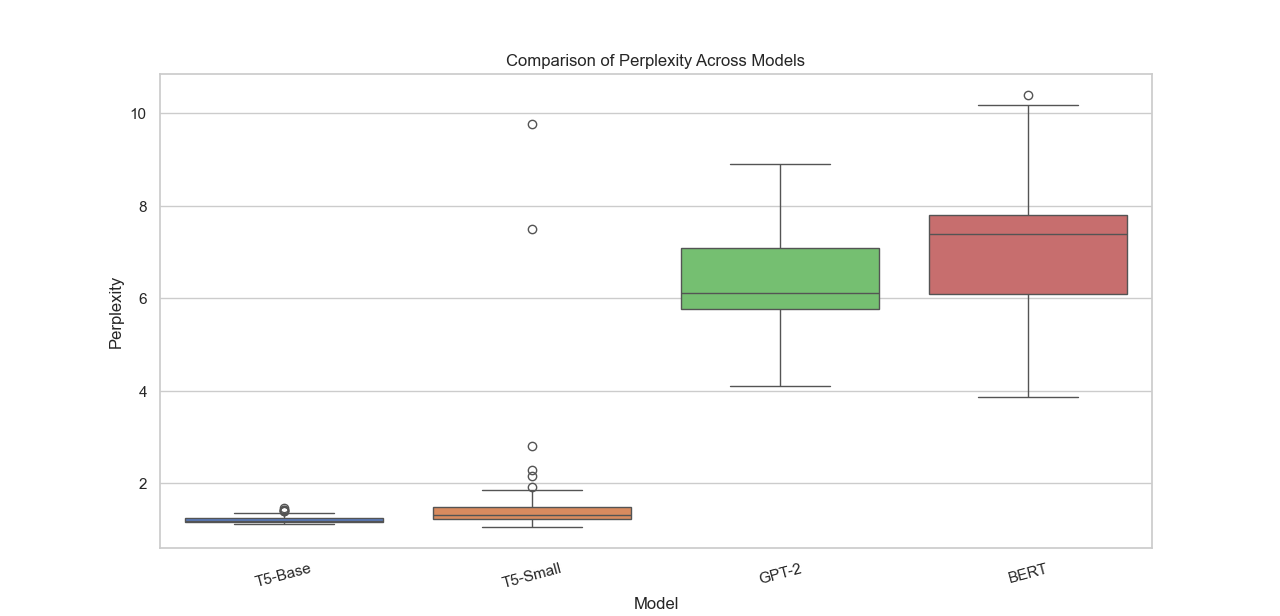 Comparison of Perplexity Across Models
10
8
6
4
2
Perplexity
T5-Base
T5-Small
GPT-2
BERT
Model